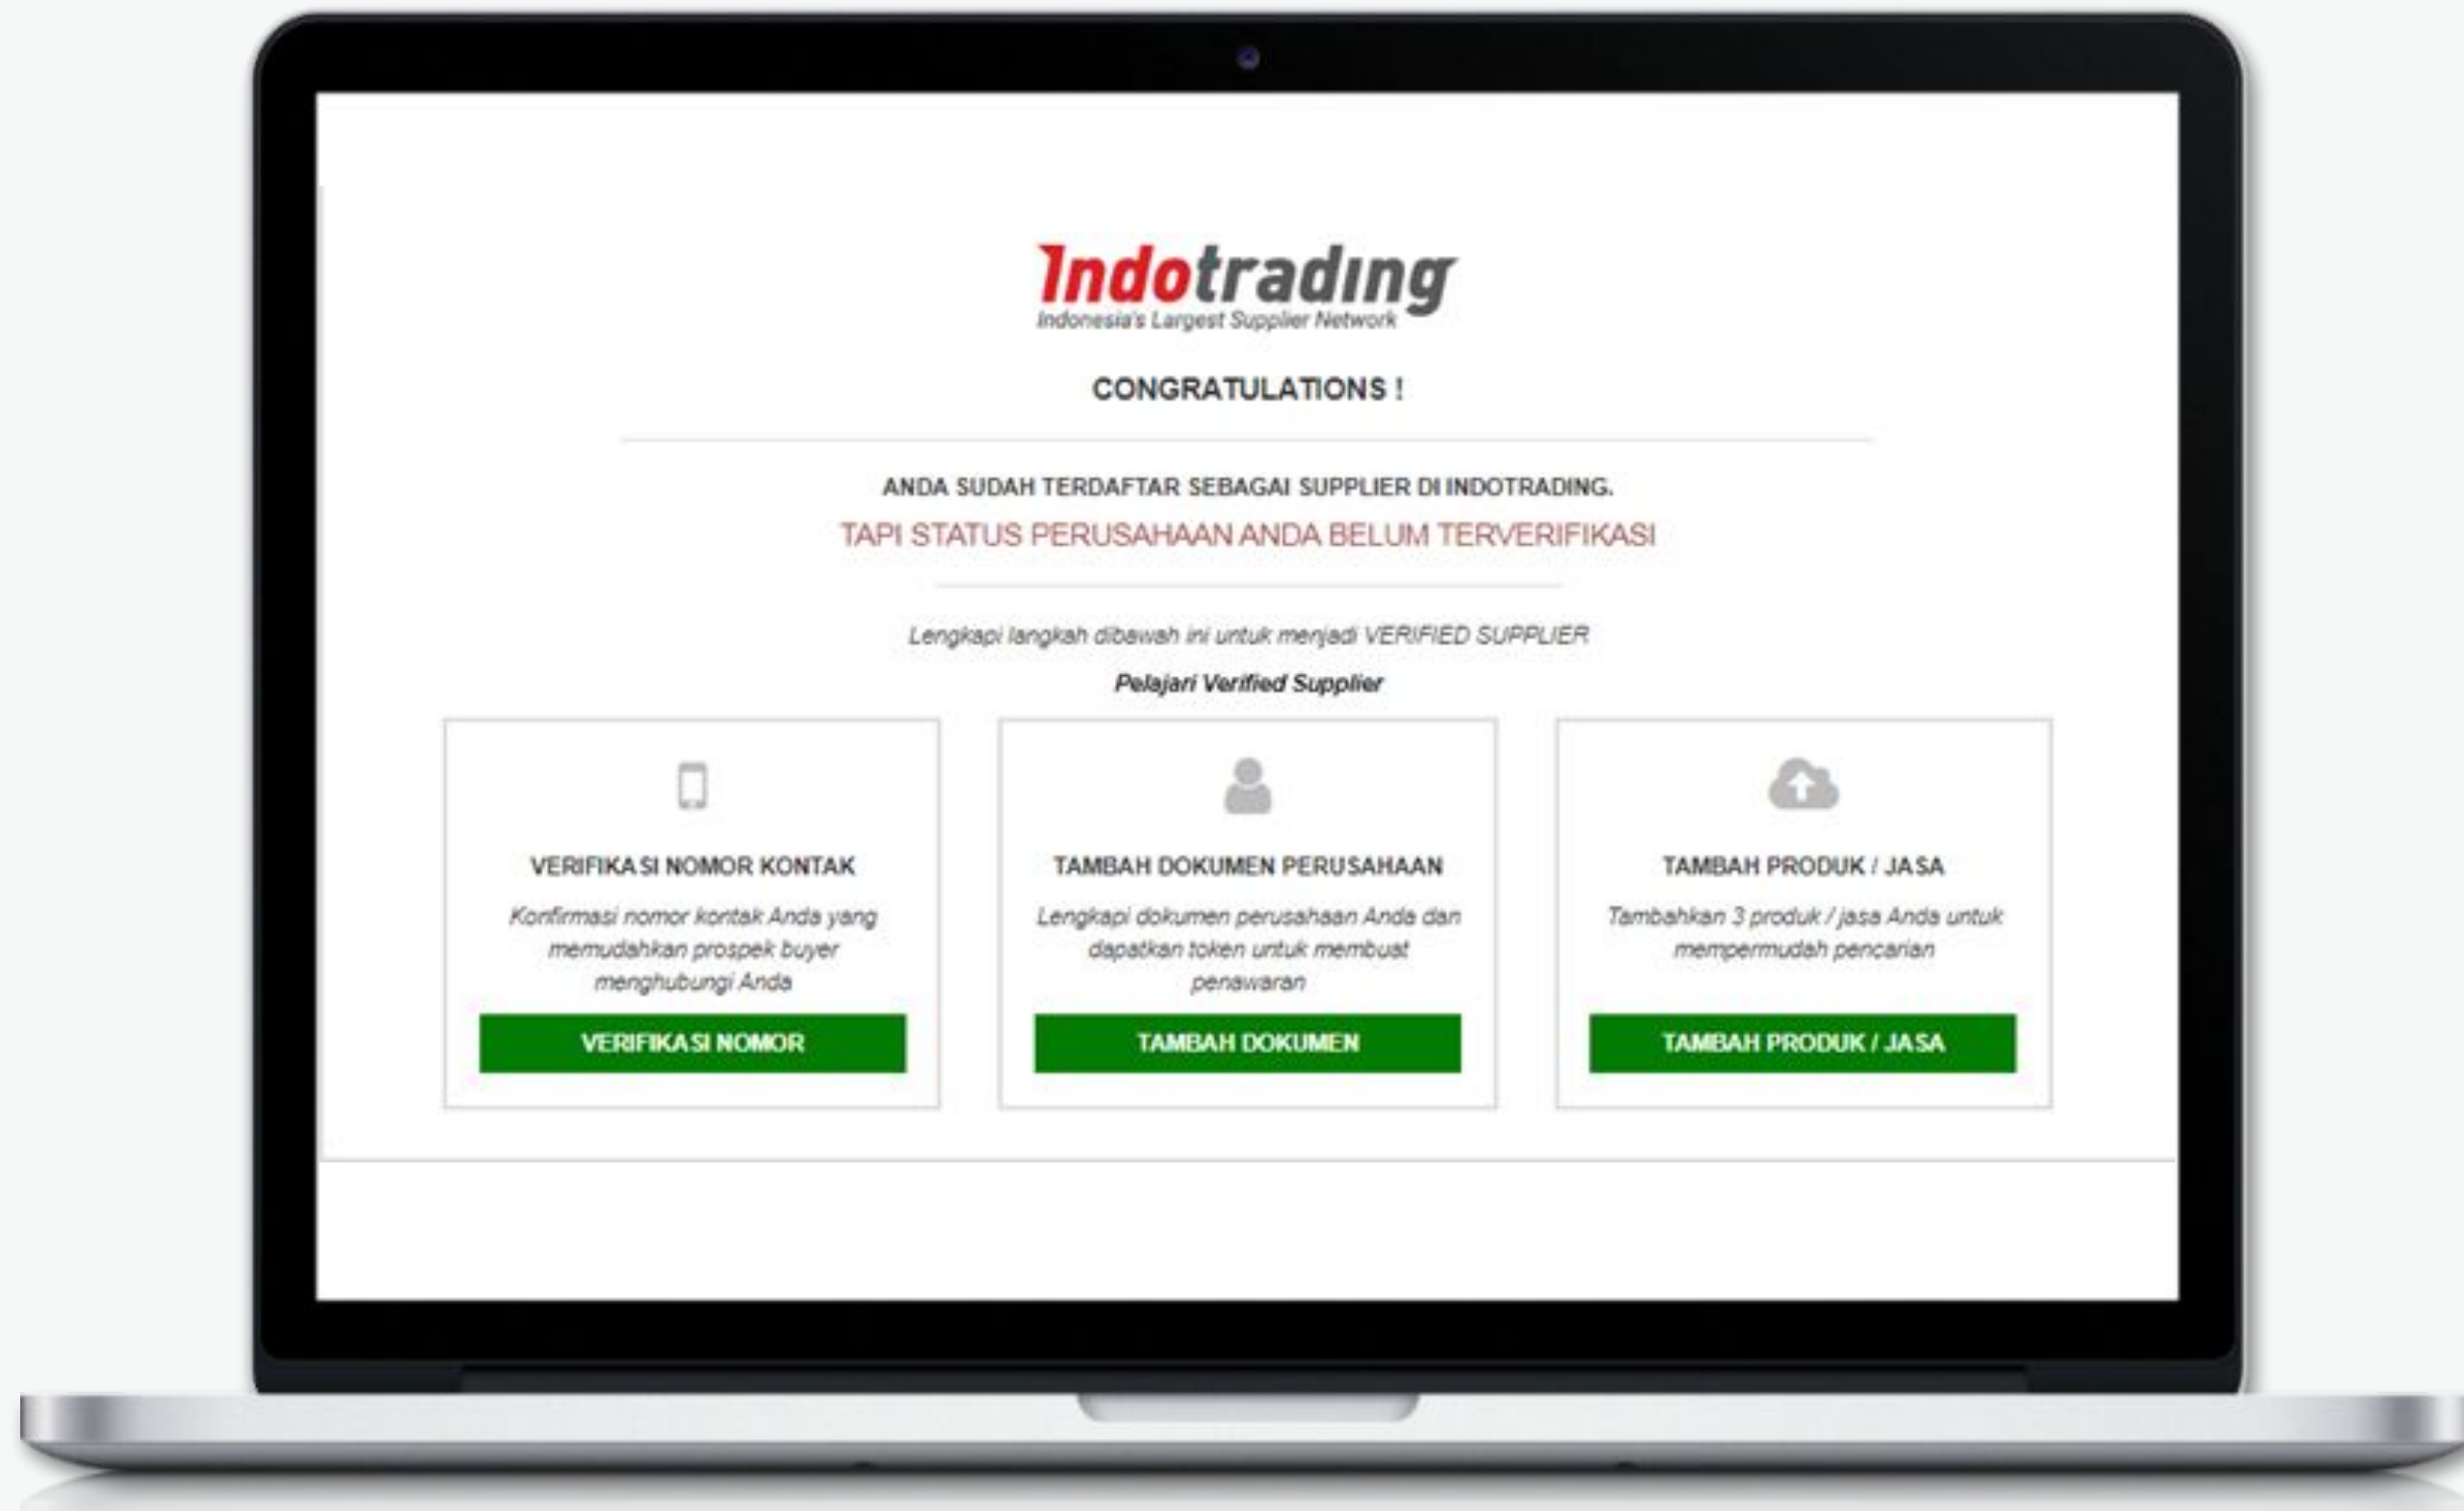 Indotrading
Indonesia's Largest Supplier Network
CONGRATULATIONS !
ANDA SUDAH TERDAFTAR SEBAGAI SUPPLIER DI INDOTRADING.
TAPI STATUS PERUSAHAAN ANDA BELUM TERVERIFIKASI
Lengkapi langkah dibawah ini untuk menjadi VERIFIED SUPPLIER
Pelajari Verified Supplier
VERIFIKASI NOMOR KONTAK
Konfirmasi nomor kontak Anda yang
memudahkan prospek buyer
menghubungi Anda
VERIFIKASI NOMOR
TAMBAH DOKUMEN PERUSAHAAN
Lengkapi dokumen perusahaan Anda dan
dapatkan token untuk membuat
penawaran
TAMBAH DOKUMEN
TAMBAH PRODUK / JASA
Tambahkan 3 produk / jasa Anda untuk
mempermudah pencarian
TAMBAH PRODUK / JASA